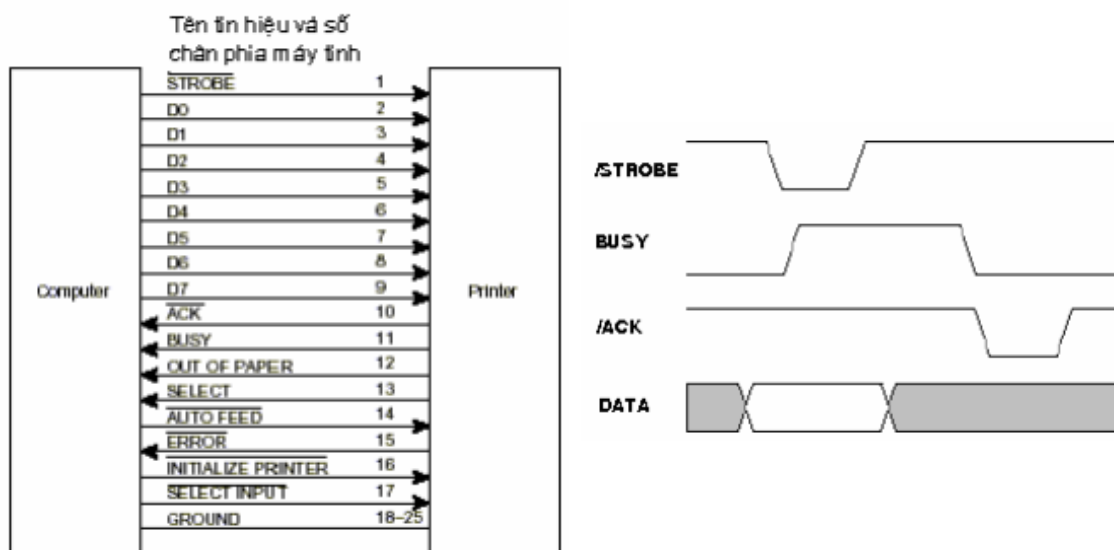 Tên tín hiệu và số
chân phía máy tính
STROBE 1
D0 2
D1 3
D2 4
D3 5
D4 6
D5 7
D6 8
D7 9
ACK 10
BUSY 11
OUT OF PAPER 12
SELECT 13
AUTO FEED 14
ERROR 15
INITIALIZE PRINTER 16
SELECT INPUT 17
GROUND 18–25
Computer
Printer
/STROBE
BUSY
/ACK
DATA